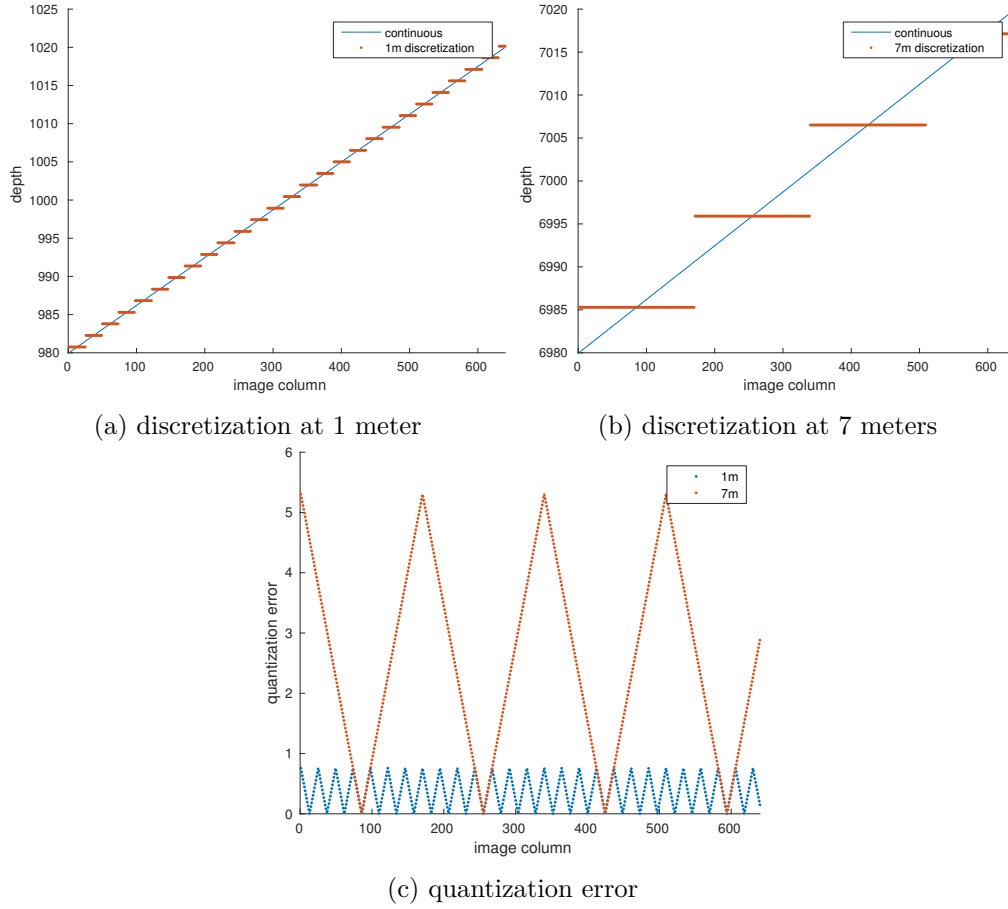 1020
1015
1010
1005
1000
995
990
985
980
depth
continuous
1m discretization
0 100 200 300 400 500 600
image column
(a) discretization at 1 meter
7020
7015
7010
7005
7000
6995
6990
6985
6980
depth
continuous
7m discretization
0 100 200 300 400 500 600
image column
(b) discretization at 7 meters
6
5
4
3
2
1
0
quantization error
1m
7m
0 100 200 300 400 500 600
image column
(c) quantization error